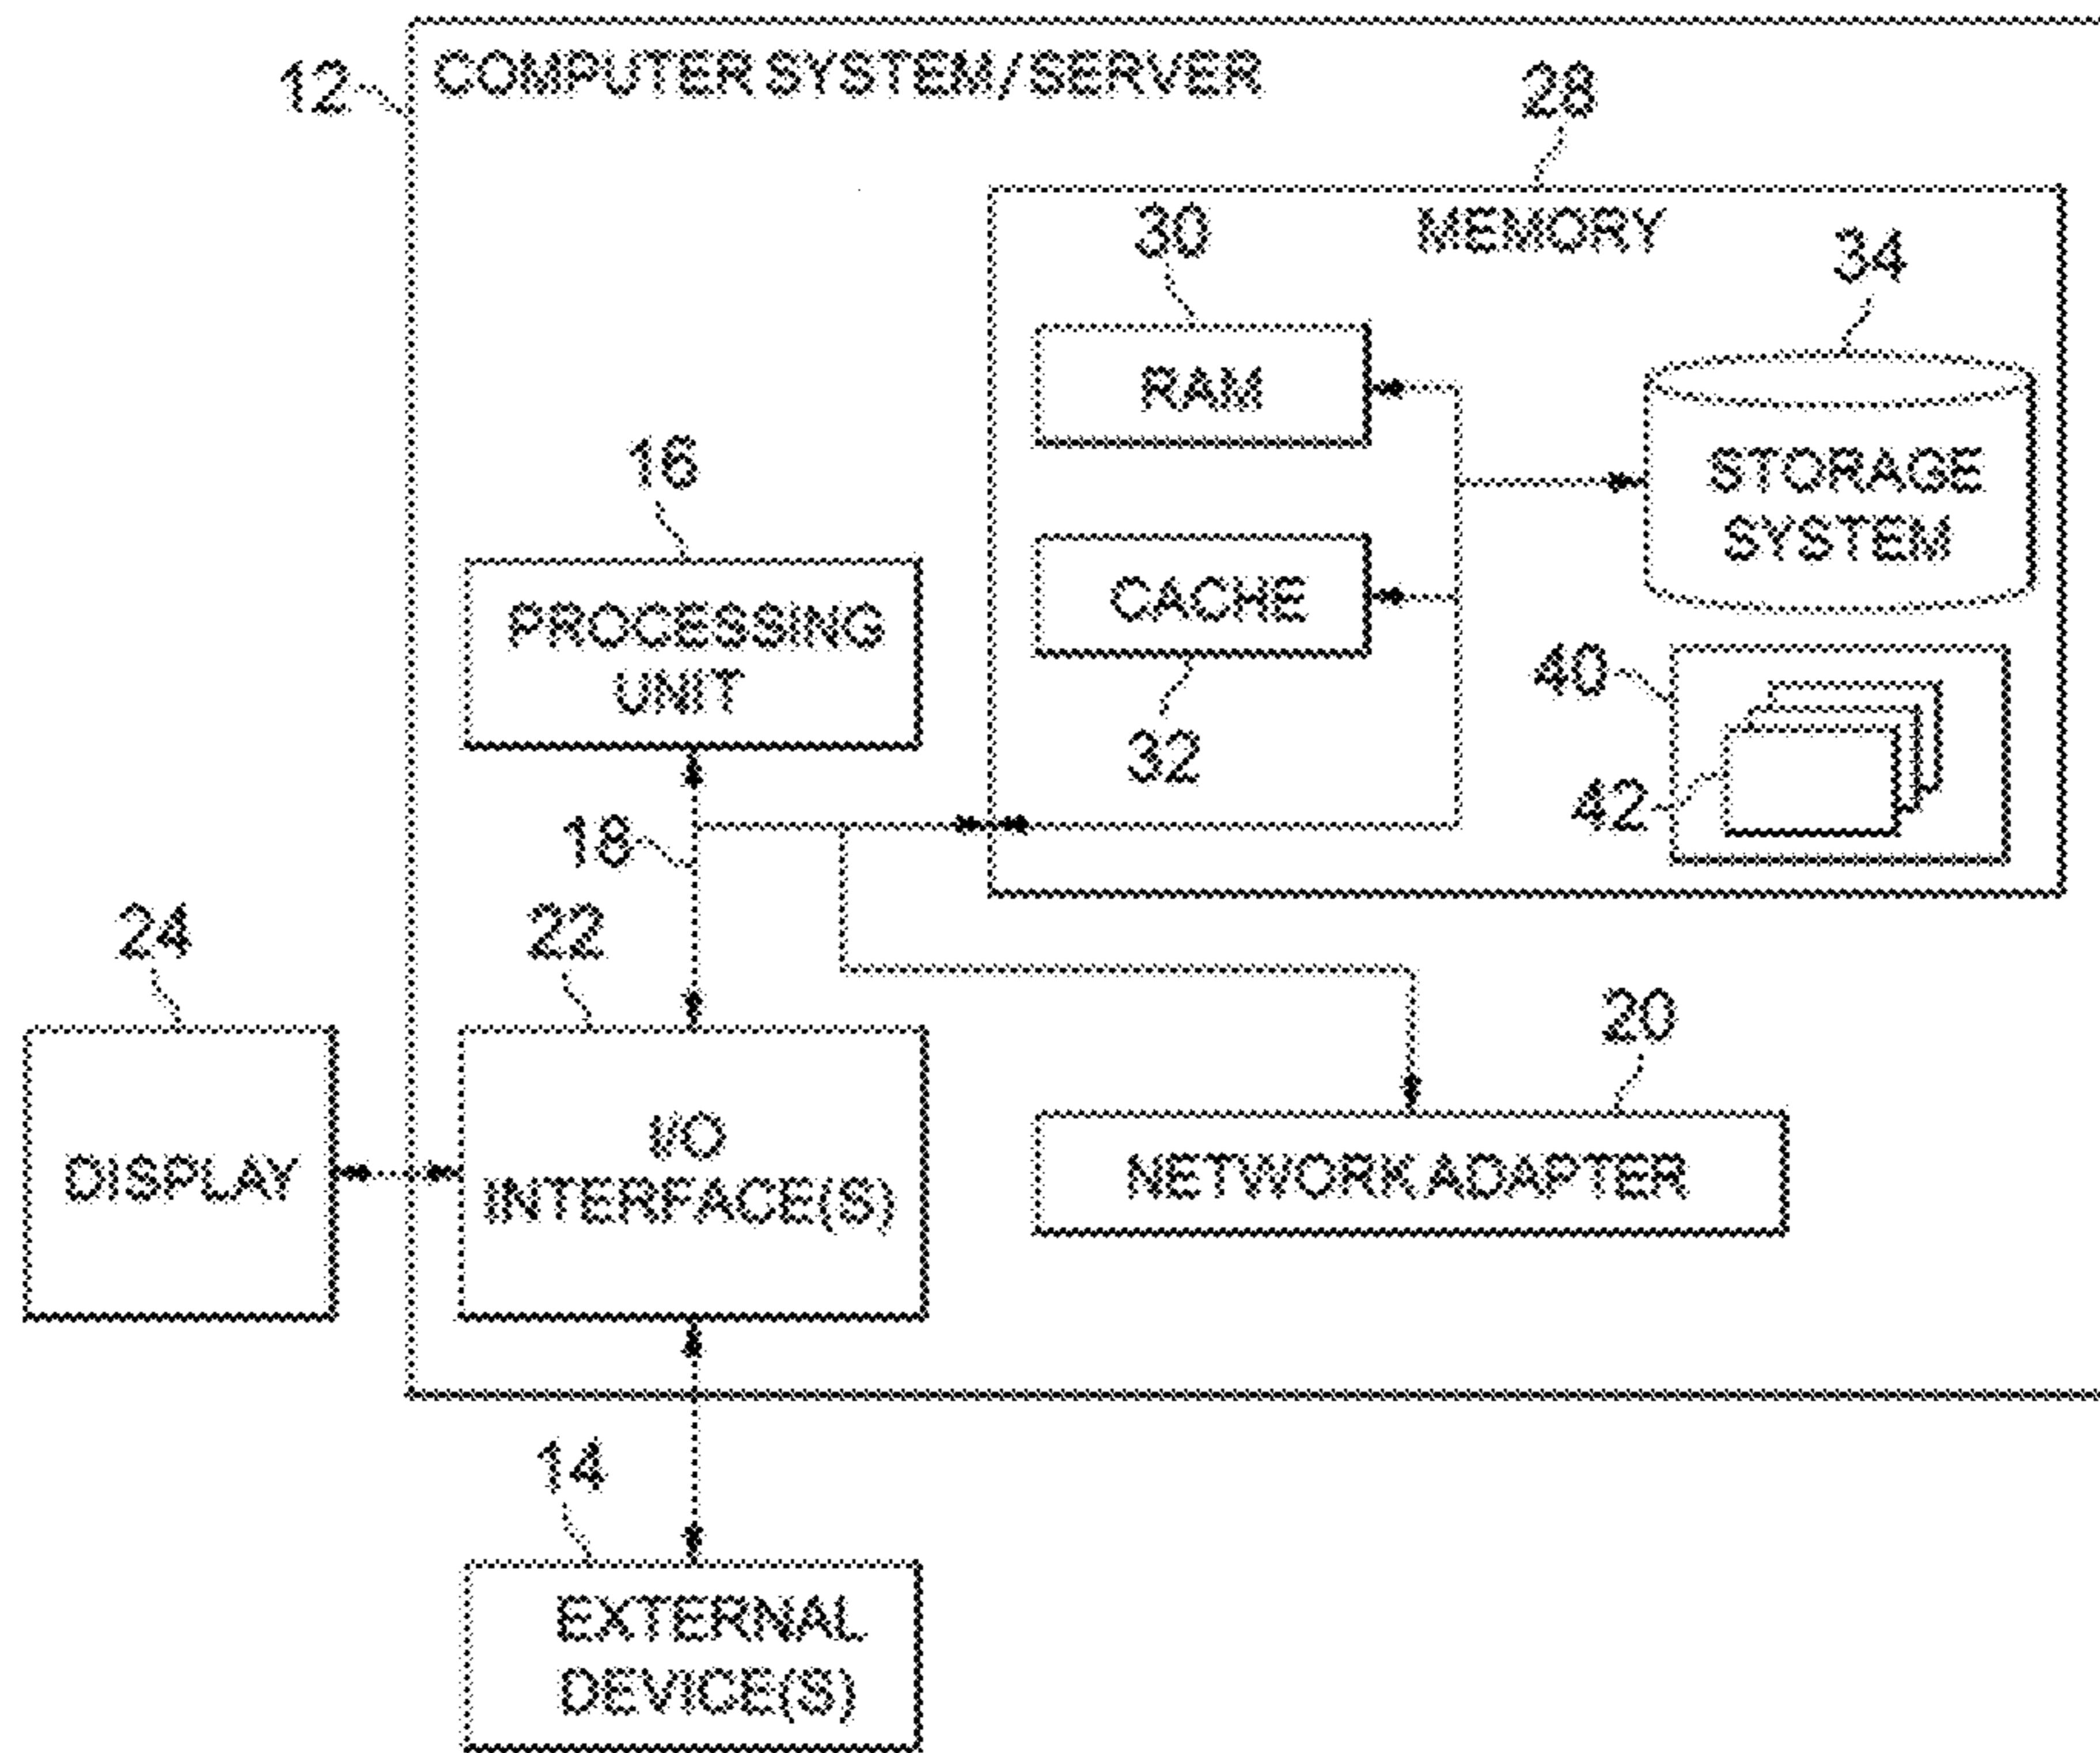 12
COMPUTER SYSTEM/SERVER
28
MEMORY
30
34
RAM
16
STORAGE
SYSTEM
CACHE
PROCESSING
UNIT
40
32
42
18
24
22
20
DISPLAY
I/O
INTERFACE(S)
NETWORK ADAPTER
14
EXTERNAL
DEVICE(S)